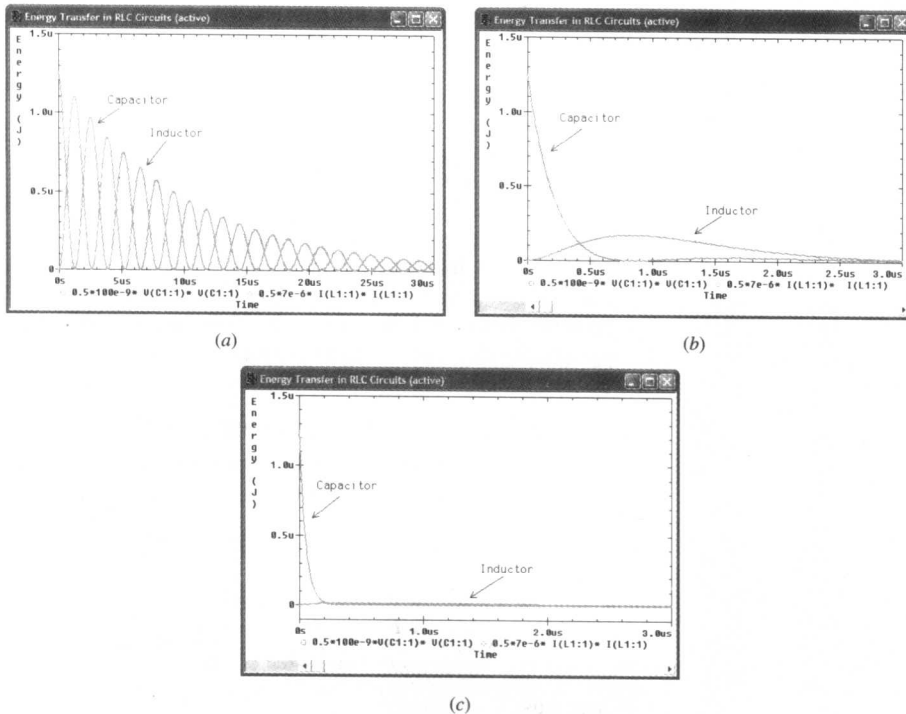 Energy Transfer in RLC Circuits (active)
Energy (J)
1.5u
1.0u
0.5u
0
Capacitor
Inductor
0s 5us 10us 15us 20us 25us 30us
0.5*100e-9* V(C1:1)* V(C1:1) 0.5*7e-6* I(L1:1)* I(L1:1)
Time
(a)
Energy Transfer in RLC Circuits (active)
Energy (J)
1.5u
1.0u
0.5u
0
Capacitor
Inductor
0s 0.5us 1.0us 1.5us 2.0us 2.5us 3.0us
0.5*100e-9* V(C1:1)* V(C1:1) 0.5*7e-6* I(L1:1)* I(L1:1)
Time
(b)
Energy Transfer in RLC Circuits (active)
Energy (J)
1.5u
1.0u
0.5u
0
Capacitor
Inductor
0s 1.0us 2.0us 3.0us
0.5*100e-9*V(C1:1)* V(C1:1) 0.5*7e-6* I(L1:1)* I(L1:1)
Time
(c)